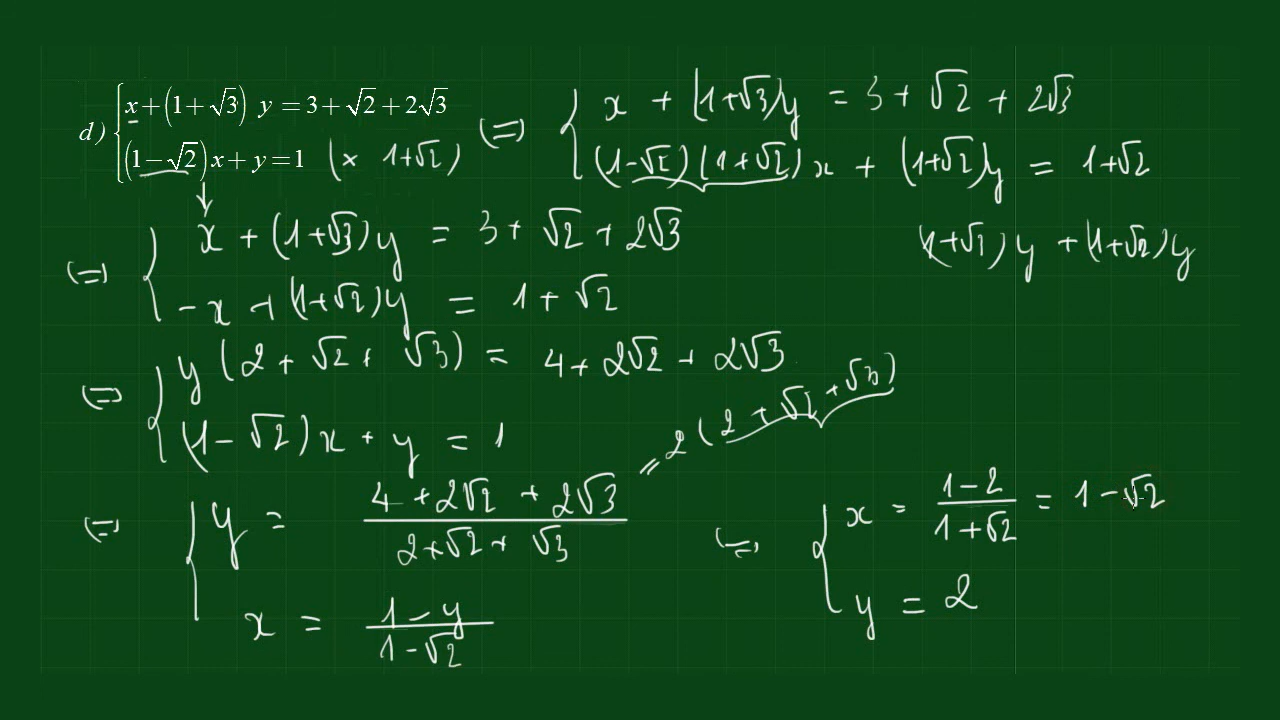 d) { x + (1 + √3) y = 3 + √2 + 2√3
(1 − √2) x + y = 1 (× 1+√2)
(=) { x + (1+√3)y = 3 + √2 + 2√3
(1-√2)(1+√2)x + (1+√2)y = 1+√2
(=) { x + (1+√3)y = 3 + √2 + 2√3
-x + (1+√2)y = 1 + √2
(1+√3)y + (1+√2)y
(=) { y(2 + √2 + √3) = 4 + 2√2 + 2√3
(1-√2)x + y = 1
= 2(2 + √2 + √3)
(=) { y = (4 + 2√2 + 2√3)/(2 + √2 + √3)
x = (1 - y)/(1 - √2)
(=) { x = (1-2)/(1+√2) = 1-√2
y = 2